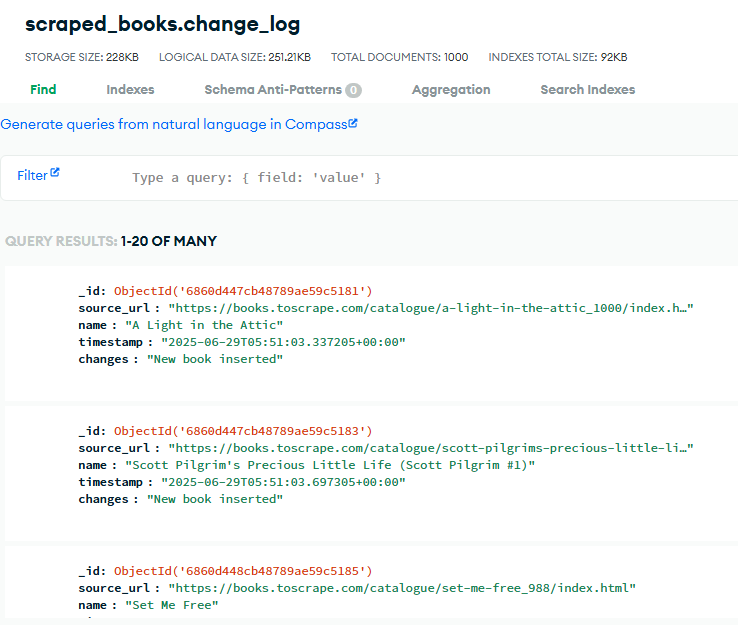 scraped_books.change_log
STORAGE SIZE: 228KB LOGICAL DATA SIZE: 251.21KB TOTAL DOCUMENTS: 1000 INDEXES TOTAL SIZE: 92KB
Find Indexes Schema Anti-Patterns 0 Aggregation Search Indexes
Generate queries from natural language in Compass
Filter Type a query: { field: 'value' }
QUERY RESULTS: 1-20 OF MANY
_id: ObjectId('6860d447cb48789ae59c5181')
source_url : "https://books.toscrape.com/catalogue/a-light-in-the-attic_1000/index.h…"
name : "A Light in the Attic"
timestamp : "2025-06-29T05:51:03.337205+00:00"
changes : "New book inserted"
_id: ObjectId('6860d447cb48789ae59c5183')
source_url : "https://books.toscrape.com/catalogue/scott-pilgrims-precious-little-li…"
name : "Scott Pilgrim's Precious Little Life (Scott Pilgrim #1)"
timestamp : "2025-06-29T05:51:03.697305+00:00"
changes : "New book inserted"
_id: ObjectId('6860d448cb48789ae59c5185')
source_url : "https://books.toscrape.com/catalogue/set-me-free_988/index.html"
name : "Set Me Free"